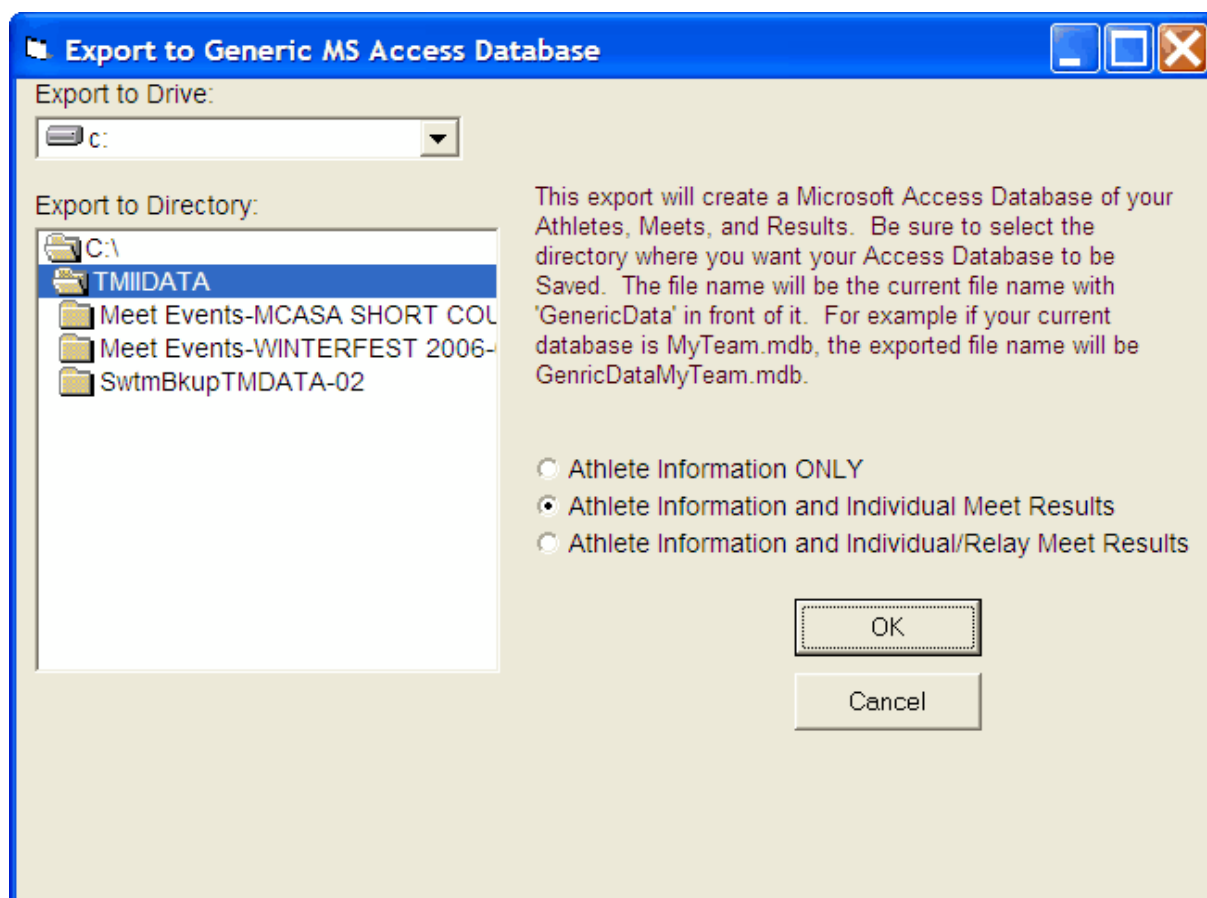 Export to Generic MS Access Database
Export to Drive:
c:
Export to Directory:
C:\
TMIIDATA
Meet Events-MCASA SHORT COU
Meet Events-WINTERFEST 2006-
SwtmBkupTMDATA-02
This export will create a Microsoft Access Database of your
Athletes, Meets, and Results.  Be sure to select the
directory where you want your Access Database to be
Saved.  The file name will be the current file name with
'GenericData' in front of it.  For example if your current
database is MyTeam.mdb, the exported file name will be
GenricDataMyTeam.mdb.
Athlete Information ONLY
Athlete Information and Individual Meet Results
Athlete Information and Individual/Relay Meet Results
OK
Cancel